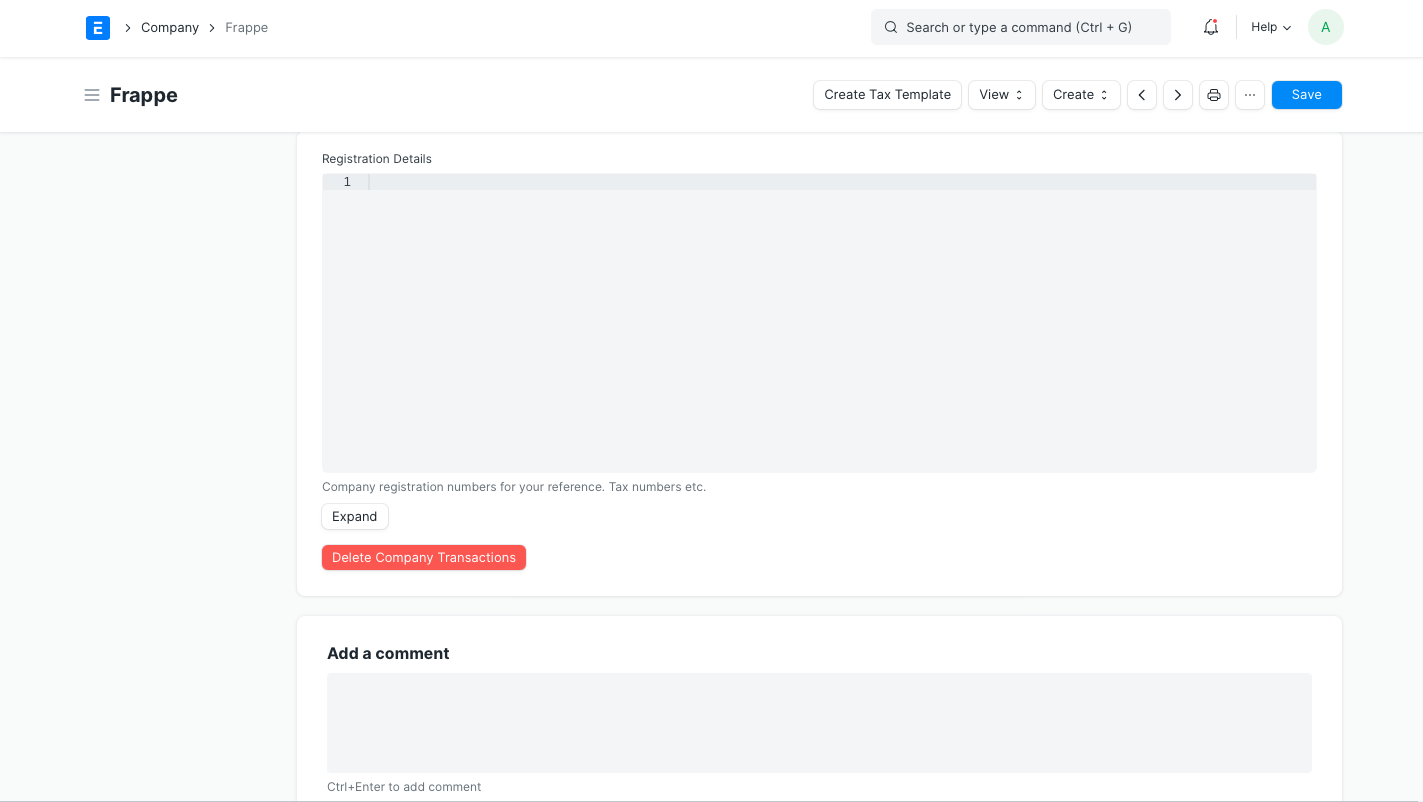 Company
Frappe
Search or type a command (Ctrl + G)
Help
A
Frappe
Create Tax Template
View
Create
Save
Registration Details
1
Company registration numbers for your reference. Tax numbers etc.
Expand
Delete Company Transactions
Add a comment
Ctrl+Enter to add comment